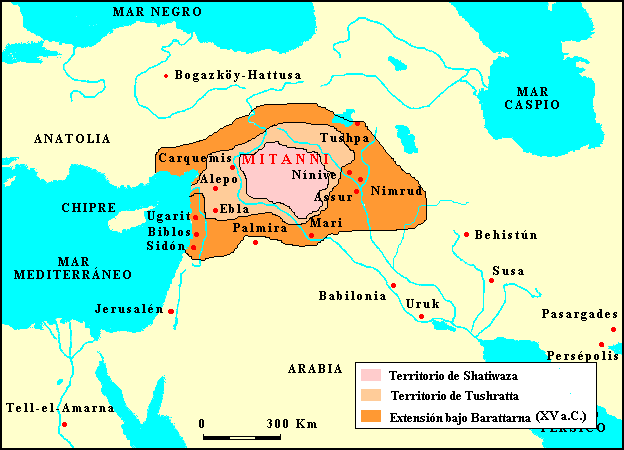 MAR NEGRO
Bogazköy-Hattusa
MAR
CASPIO
ANATOLIA
Tushpa
Carquemis
MITANNI
Nínive
Alepo
Assur
Nimrud
CHIPRE
Ebla
Ugarit
Biblos
Sidón
Palmira
Mari
Behistún
MAR
MEDITERRÁNEO
Susa
Babilonia
Uruk
Jerusalén
Pasargades
Persépolis
ARABIA
Territorio de Shatiwaza
Territorio de Tushratta
Extensión bajo Barattarna (XV a.C.)
Tell-el-Amarna
0 300 Km
PÉRSICO